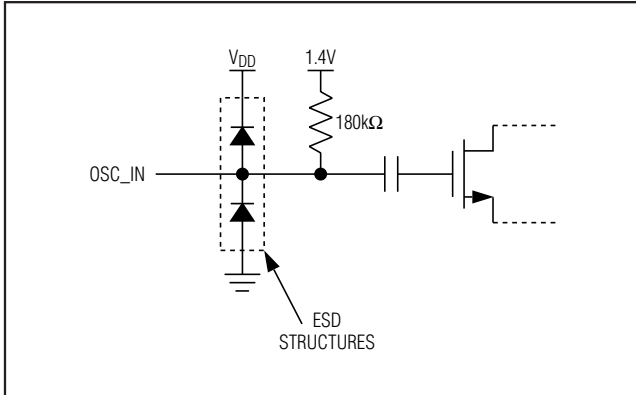 VDD 1.4V
180kΩ
OSC_IN
ESD
STRUCTURES